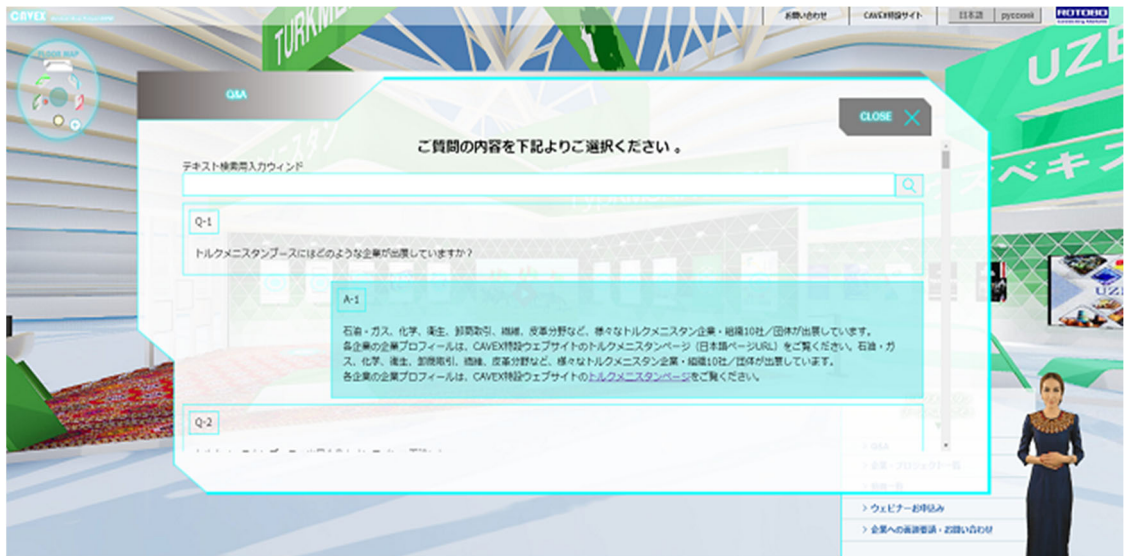 CAVEX
お問い合わせ
CAVEX特設サイト
日本語
русский
ROTOBO
FLOOR MAP
TURKM
UZE
ベキス
Q&A
CLOSE
ご質問の内容を下記よりご選択ください 。
テキスト検索用入力ウィンド
Q-1
トルクメニスタンブースにはどのような企業が出展していますか？
A-1
石油・ガス、化学、衛生、卸商取引、繊維、皮革分野など、様々なトルクメニスタン企業・組織10社／団体が出展しています。
各企業の企業プロフィールは、CAVEX特設ウェブサイトのトルクメニスタンページ（日本語ページURL）をご覧ください。石油・ガ
ス、化学、衛生、卸商取引、繊維、皮革分野など、様々なトルクメニスタン企業・組織10社／団体が出展しています。
各企業の企業プロフィールは、CAVEX特設ウェブサイトのトルクメニスタンページをご覧ください。
Q-2
UZI
> Q&A
> 企業・プロジェクト一覧
> ウェビナーお申込み
> 企業への面談要請・お問い合わせ